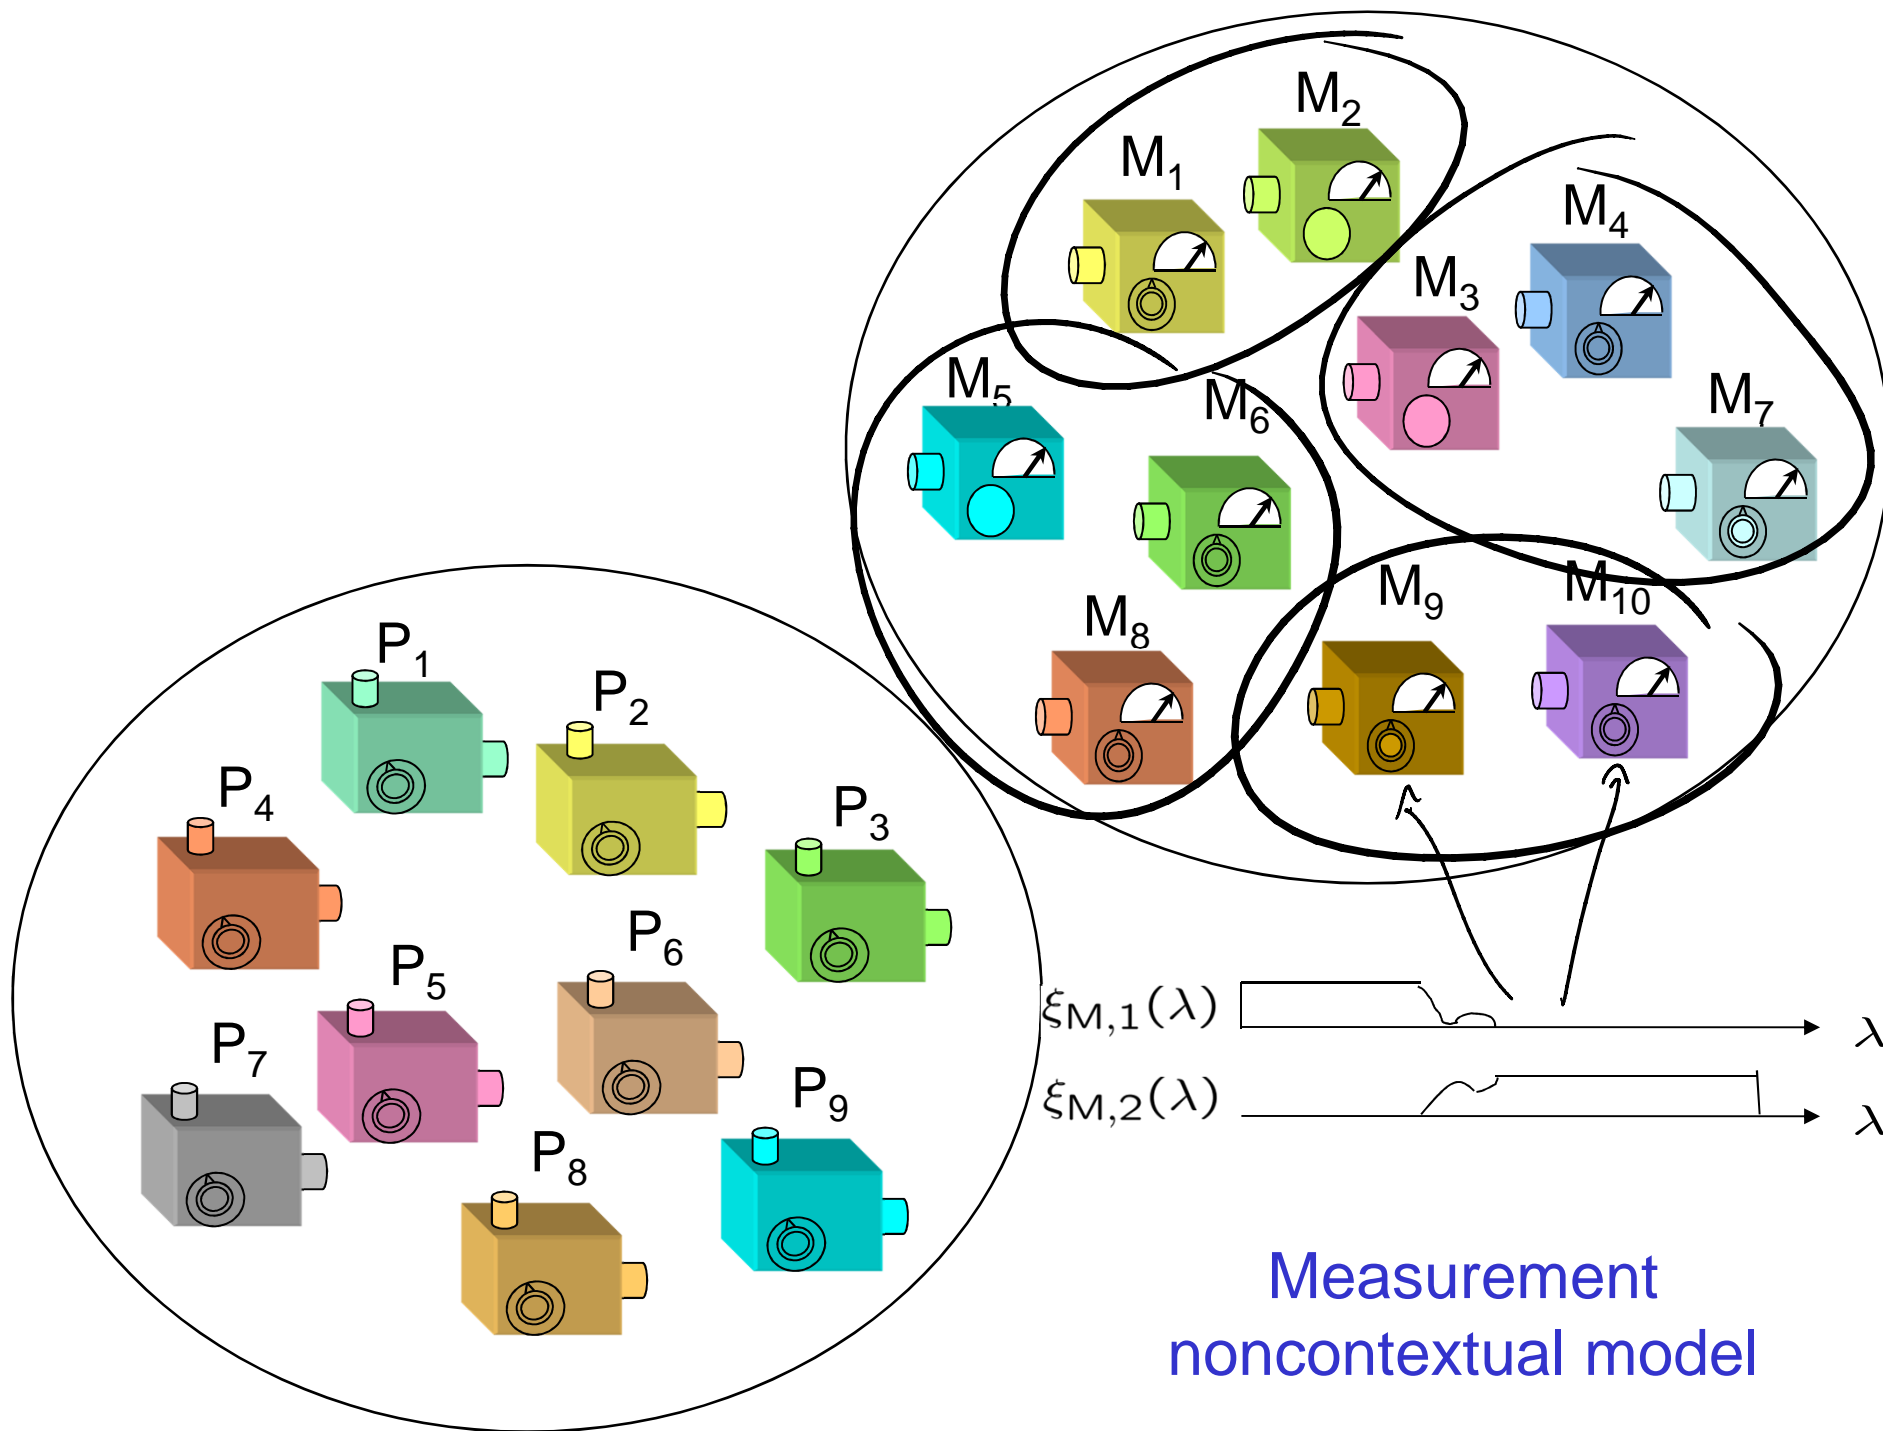 M2
M1
M4
M3
M5
M6
M7
M9
M10
M8
P1
P2
P4
P3
P6
P5
P7
P9
P8
ξM,1(λ)
λ
ξM,2(λ)
λ
Measurement
noncontextual model